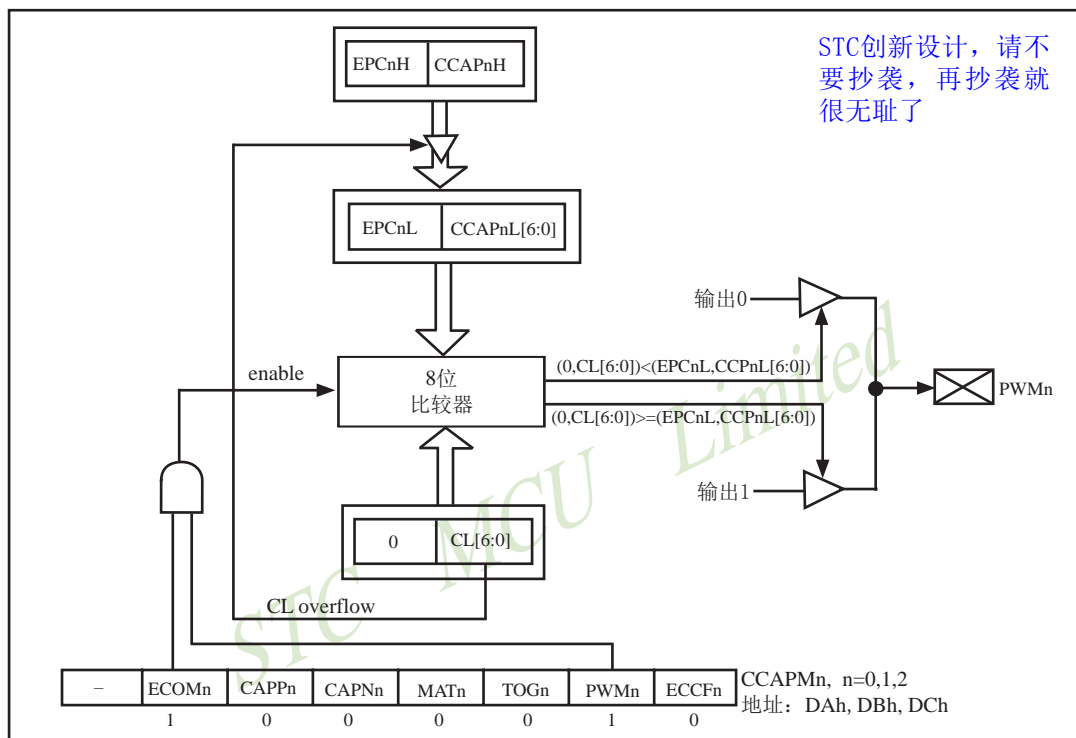 STC创新设计，请不
要抄袭，再抄袭就
很无耻了
EPCnH CCAPnH
EPCnL CCAPnL[6:0]
输出0
enable
8位
比较器
(0,CL[6:0])<(EPCnL,CCPnL[6:0])
(0,CL[6:0])>=(EPCnL,CCPnL[6:0])
PWMn
输出1
0 CL[6:0]
CL overflow
STC MCU Limited
– ECOMn CAPPn CAPNn MATn TOGn PWMn ECCFn
CCAPMn, n=0,1,2
地址：DAh, DBh, DCh
1 0 0 0 0 1 0